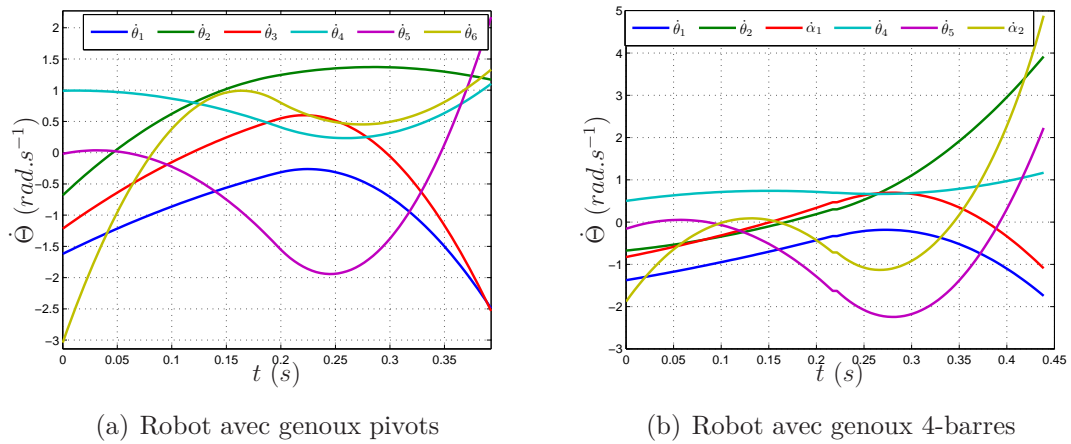 θ̇₁ θ̇₂ θ̇₃ θ̇₄ θ̇₅ θ̇₆
2
1.5
1
0.5
0
−0.5
−1
−1.5
−2
−2.5
−3
Θ̇ (rad.s⁻¹)
0 0.05 0.1 0.15 0.2 0.25 0.3 0.35
t (s)
(a) Robot avec genoux pivots
θ̇₁ θ̇₂ α̇₁ θ̇₄ θ̇₅ α̇₂
5
4
3
2
1
0
−1
−2
−3
Θ̇ (rad.s⁻¹)
0 0.05 0.1 0.15 0.2 0.25 0.3 0.35 0.4 0.45
t (s)
(b) Robot avec genoux 4-barres